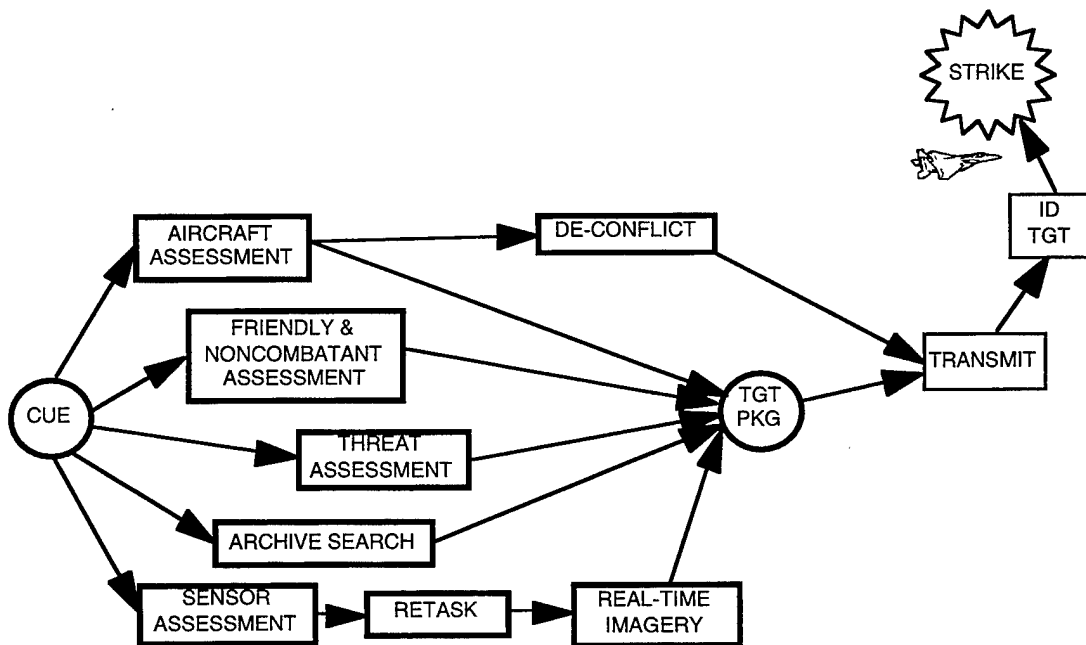 STRIKE
ID
TGT
AIRCRAFT
ASSESSMENT
DE-CONFLICT
FRIENDLY &
NONCOMBATANT
ASSESSMENT
TRANSMIT
CUE
TGT
PKG
THREAT
ASSESSMENT
ARCHIVE SEARCH
SENSOR
ASSESSMENT
RETASK
REAL-TIME
IMAGERY